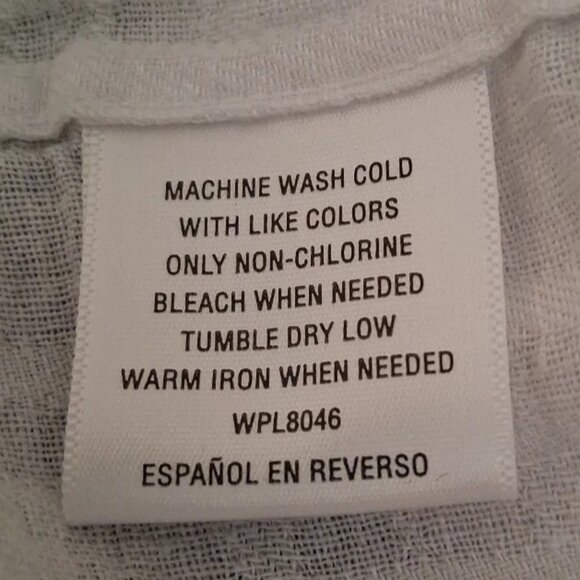 MACHINE WASH COLD
WITH LIKE COLORS
ONLY NON-CHLORINE
BLEACH WHEN NEEDED
TUMBLE DRY LOW
WARM IRON WHEN NEEDED
WPL8046
ESPAÑOL EN REVERSO